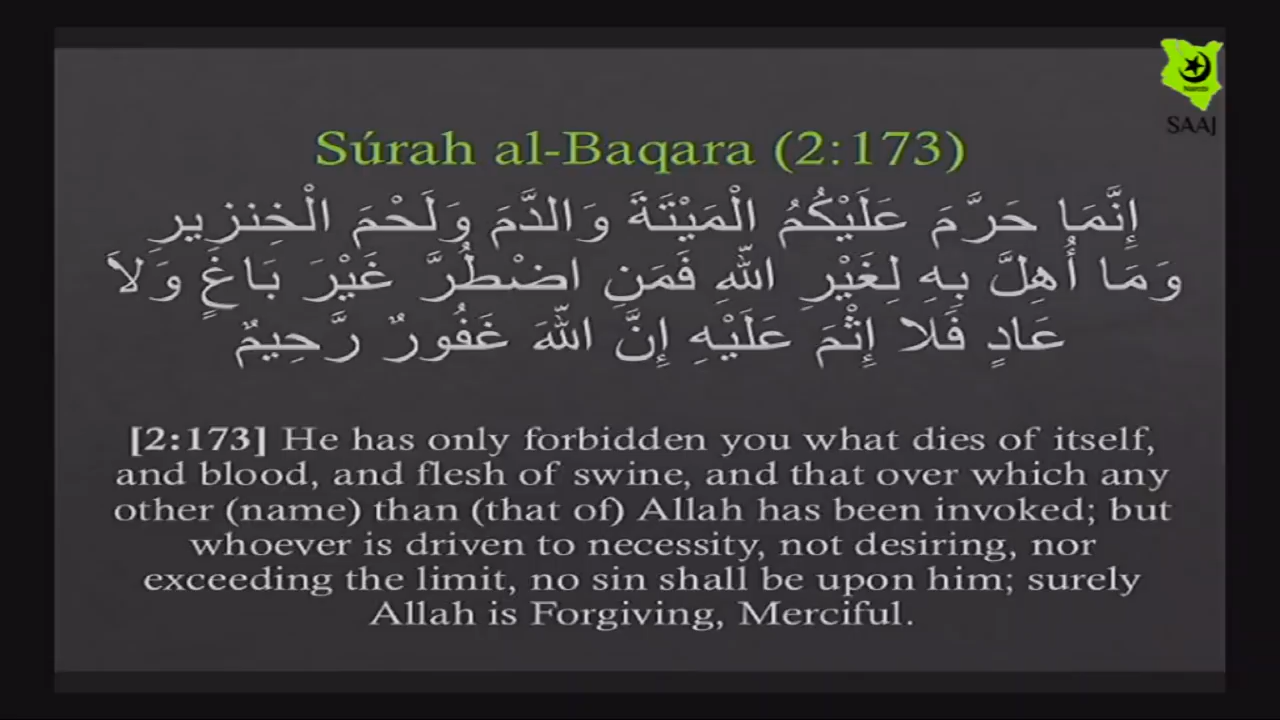 SAAJ
Súrah al-Baqara (2:173)
إِنَّمَا حَرَّمَ عَلَيْكُمُ الْمَيْتَةَ وَالدَّمَ وَلَحْمَ الْخِنزِيرِ
وَمَا أُهِلَّ بِهِ لِغَيْرِ اللّهِ فَمَنِ اضْطُرَّ غَيْرَ بَاغٍ وَلاَ
عَادٍ فَلا إِثْمَ عَلَيْهِ إِنَّ اللّهَ غَفُورٌ رَّحِيمٌ
[2:173] He has only forbidden you what dies of itself,
and blood, and flesh of swine, and that over which any
other (name) than (that of) Allah has been invoked; but
whoever is driven to necessity, not desiring, nor
exceeding the limit, no sin shall be upon him; surely
Allah is Forgiving, Merciful.